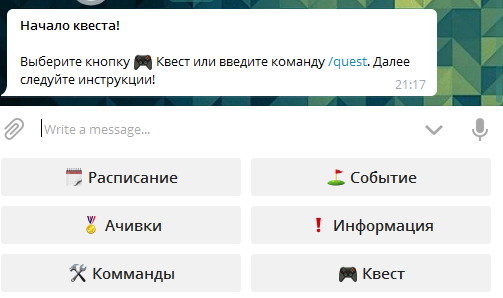 Начало квеста!
Выберите кнопку 🎮 Квест или введите команду /quest. Далее
следуйте инструкции!
21:17
Write a message...
🗓 Расписание
⛳ Событие
🏅 Ачивки
❗ Информация
🛠 Комманды
🎮 Квест